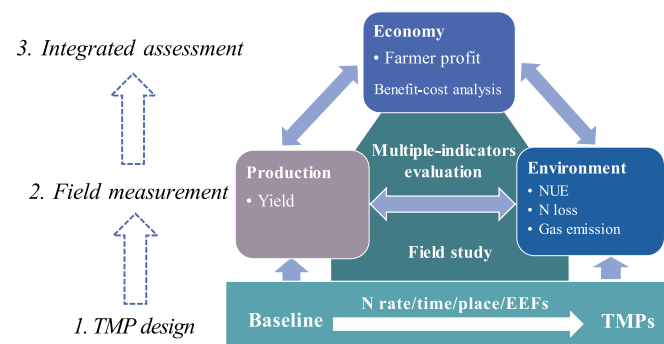 3. Integrated assessment
2. Field measurement
1. TMP design
Economy
• Farmer profit
Benefit-cost analysis
Production
• Yield
Multiple-indicators
evaluation
Field study
Environment
• NUE
• N loss
• Gas emission
Baseline
N rate/time/place/EEFs
TMPs